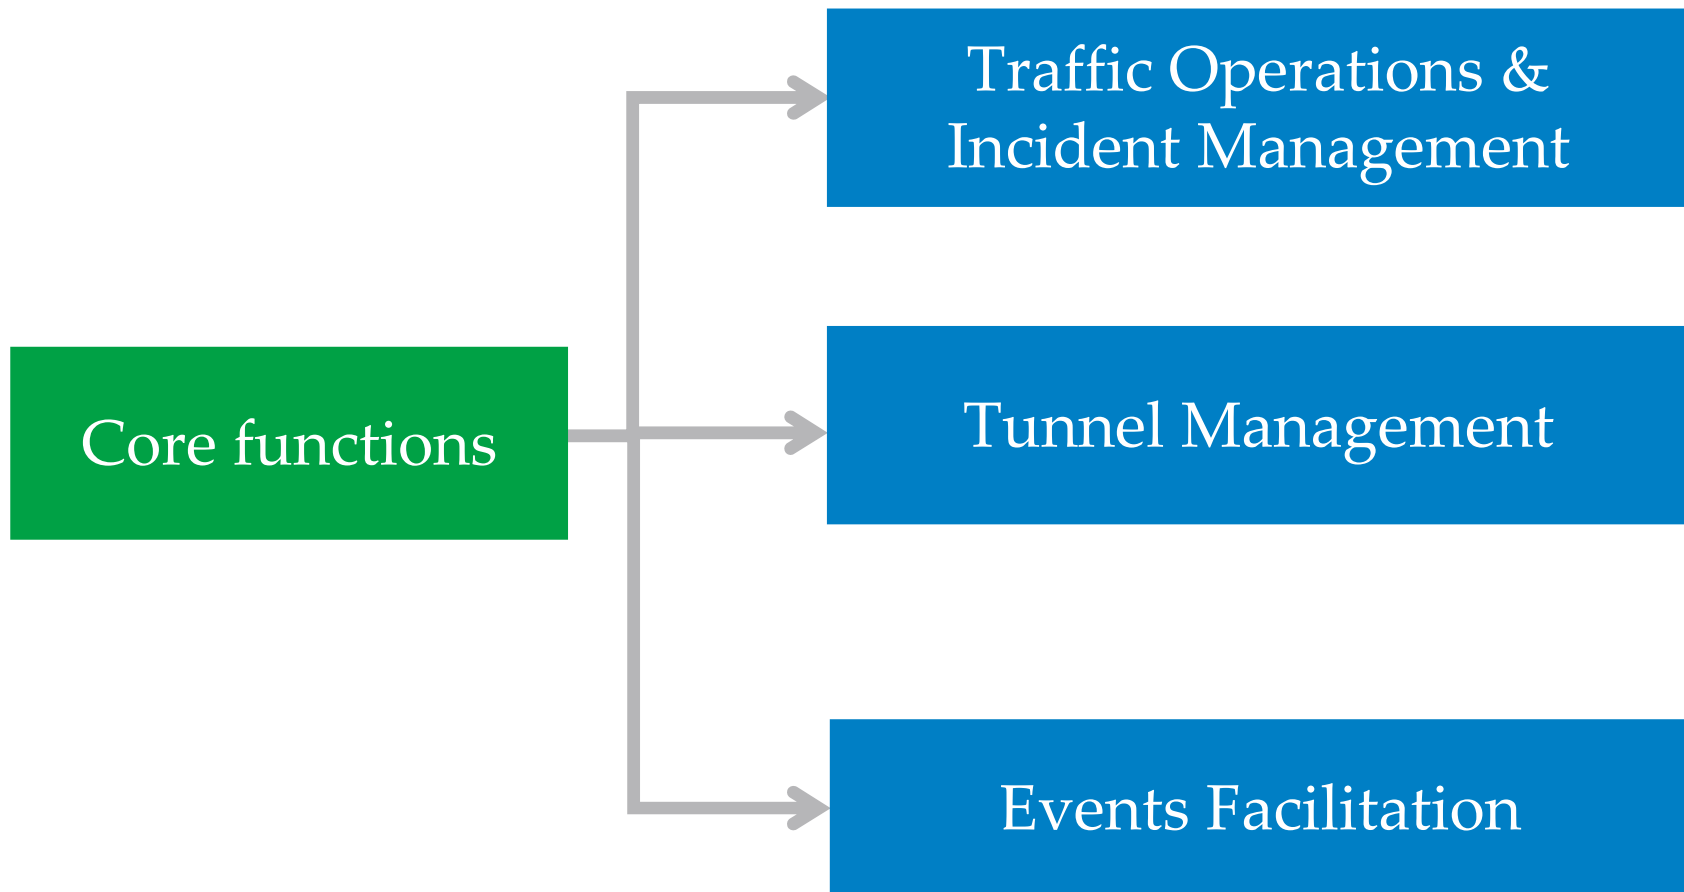 Traffic Operations &
Incident Management
Core functions
Tunnel Management
Events Facilitation